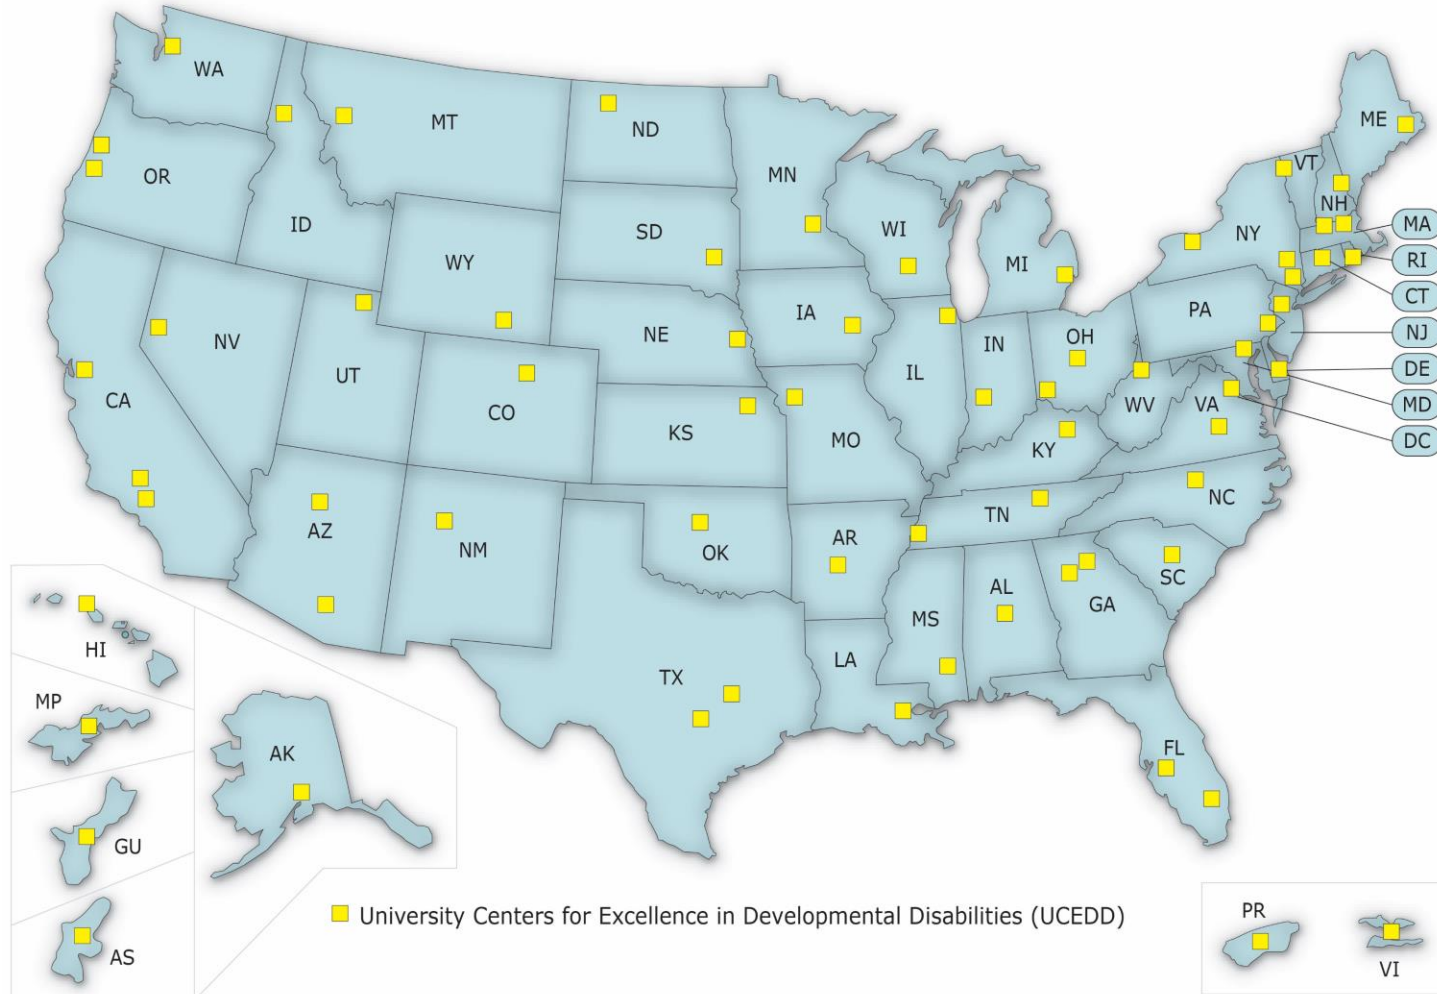 WA
MT
ND
ME
OR
MN
VT
ID
SD
WI
NH
NY
MA
WY
MI
RI
CT
IA
PA
NV
NE
OH
NJ
UT
IN
DE
CA
IL
CO
WV
VA
MD
KS
MO
DC
KY
NC
AZ
TN
NM
OK
AR
SC
AL
GA
MS
HI
LA
TX
MP
FL
AK
GU
University Centers for Excellence in Developmental Disabilities (UCEDD)
PR
AS
VI